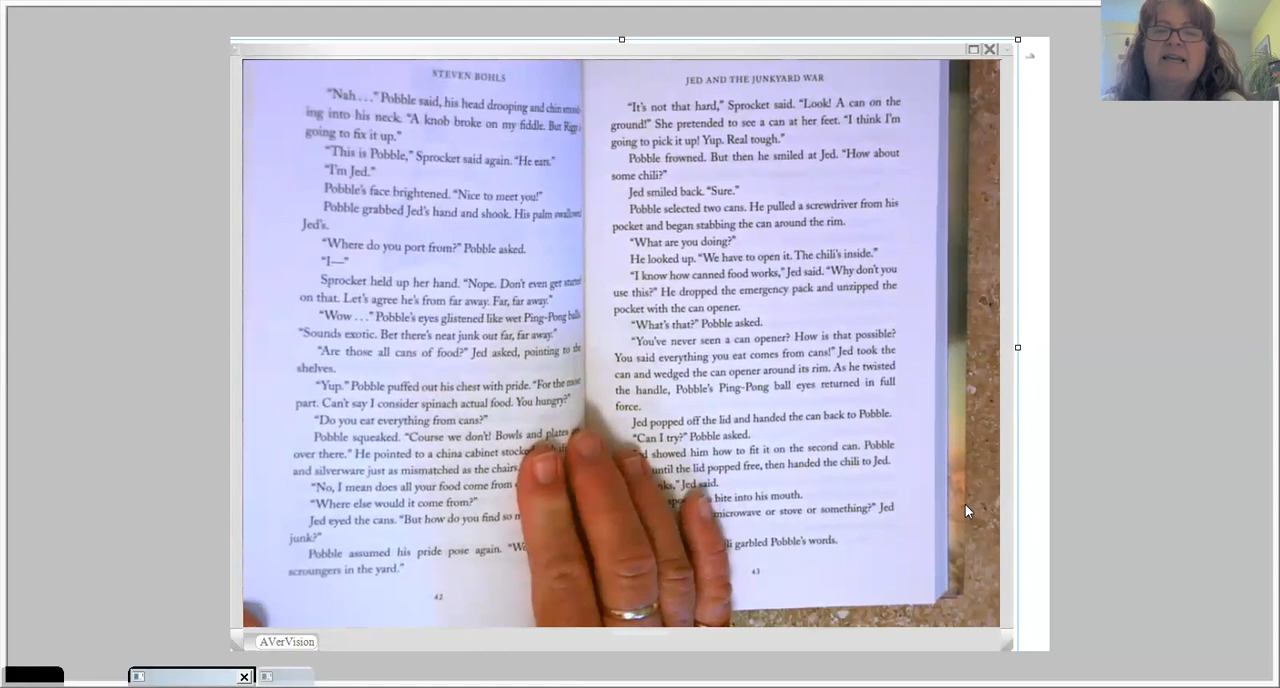 STEVEN BOHLS
"Nah . . ." Pobble said, his head drooping and chin
ing into his neck. "A knob broke on my fiddle. But
going to fix it up."
"This is Pobble," Sprocket said again. "He eats."
"I'm Jed."
Pobble's face brightened. "Nice to meet you!"
Pobble grabbed Jed's hand and shook. His palm swallowed
Jed's.
"Where do you port from?" Pobble asked.
"I—"
Sprocket held up her hand. "Nope. Don't even get started
on that. Let's agree he's from far away. Far, far away."
"Wow . . ." Pobble's eyes glistened like wet Ping-Pong balls
"Sounds exotic. Bet there's neat junk out far, far away."
"Are those all cans of food?" Jed asked, pointing to the
shelves.
"Yup." Pobble puffed out his chest with pride. "For the most
part. Can't say I consider spinach actual food. You hungry?"
"Do you eat everything from cans?"
Pobble squeaked. "Course we don't! Bowls and plates
over there." He pointed to a china cabinet
and silverware just as mismatched as the chairs.
"No, I mean does all your food come from
"Where else would it come from?"
Jed eyed the cans. "But how do you find so
junk?"
Pobble assumed his pride pose again.
scroungers in the yard."
42
JED AND THE JUNKYARD WAR
"It's not that hard," Sprocket said. "Look! A can on the
ground!" She pretended to see a can at her feet. "I think I'm
going to pick it up! Yup. Real tough."
Pobble frowned. But then he smiled at Jed. "How about
some chili?"
Jed smiled back. "Sure."
Pobble selected two cans. He pulled a screwdriver from his
pocket and began stabbing the can around the rim.
"What are you doing?"
He looked up. "We have to open it. The chili's inside."
"I know how canned food works," Jed said. "Why don't you
use this?" He dropped the emergency pack and unzipped the
pocket with the can opener.
"What's that?" Pobble asked.
"You've never seen a can opener? How is that possible?
You said everything you eat comes from cans!" Jed took the
can and wedged the can opener around its rim. As he twisted
the handle, Pobble's Ping-Pong ball eyes returned in full
force.
Jed popped off the lid and handed the can back to Pobble.
"Can I try?" Pobble asked.
showed him how to fit it on the second can. Pobble
until the lid popped free, then handed the chili to Jed.
Jed said.
bite into his mouth.
microwave or stove or something?" Jed
garbled Pobble's words.
43
AVerVision